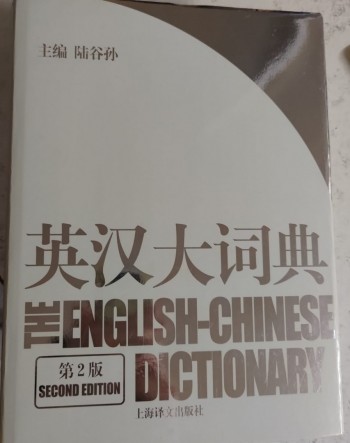 主编 陆谷孙
英汉大词典
THE ENGLISH-CHINESE
DICTIONARY
第2版
SECOND EDITION
上海译文出版社